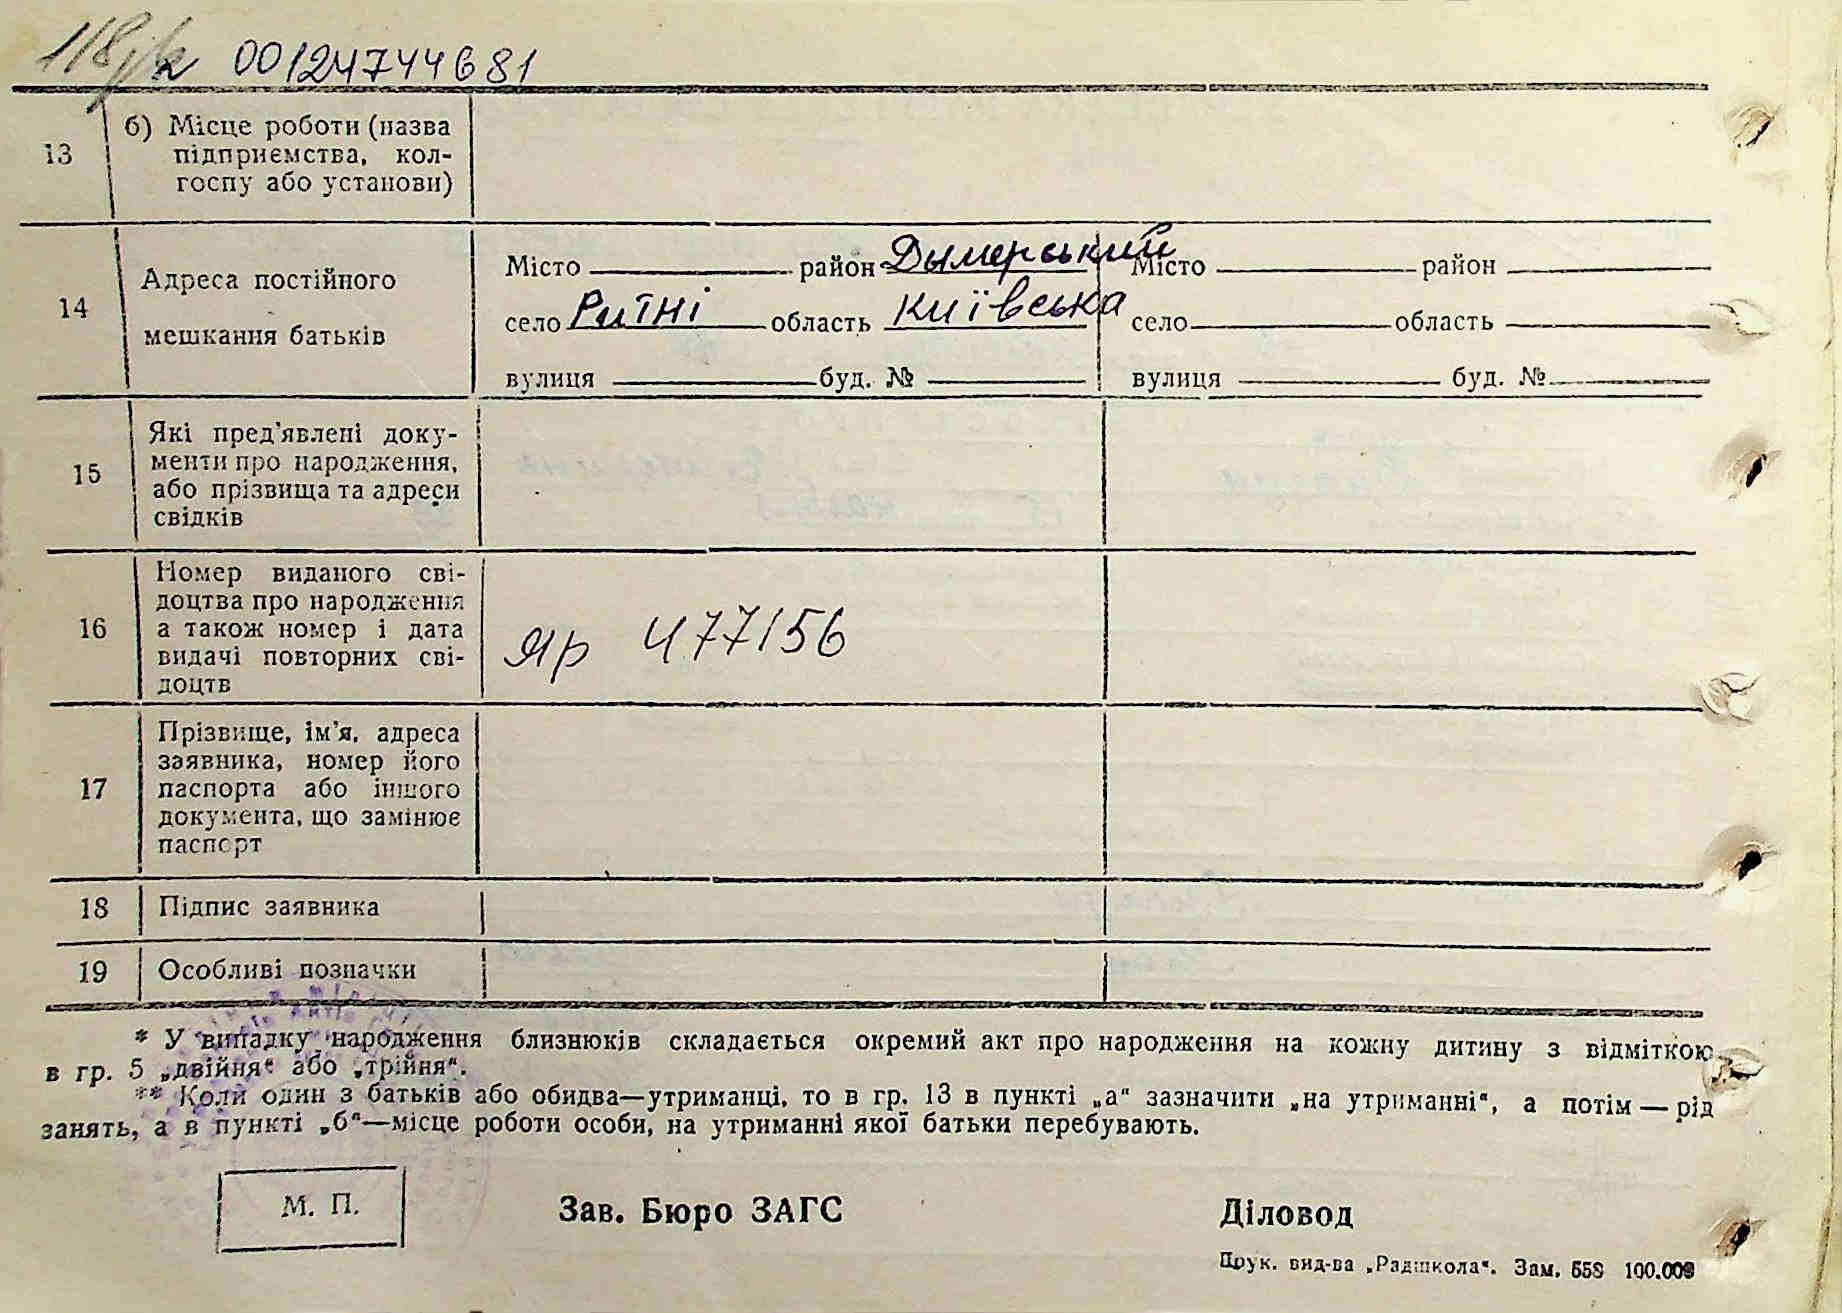 00124744681
13 б) Місце роботи (назва
підприємства, кол-
госпу або установи)
14 Адреса постійного
мешкання батьків
Місто район Дымерський Місто район
село Ритні область Київська село область
вулиця буд. № вулиця буд. №
15 Які пред'явлені доку-
менти про народження,
або прізвища та адреси
свідків
16 Номер виданого сві-
доцтва про народження
а також номер і дата
видачі повторних сві-
доцтв
ЯР 477156
17 Прізвище, ім'я, адреса
заявника, номер його
паспорта або іншого
документа, що замінює
паспорт
18 Підпис заявника
19 Особливі позначки
* У випадку народження близнюків складається окремий акт про народження на кожну дитину з відміткою
в гр. 5 „двійня“ або „трійня“.
** Коли один з батьків або обидва—утриманці, то в гр. 13 в пункті „а“ зазначити „на утриманні“, а потім — рід
занять, а в пункті „б“—місце роботи особи, на утриманні якої батьки перебувають.
М. П. Зав. Бюро ЗАГС Діловод
Друк. вид-ва „Радшкола“. Зам. 558 100.000